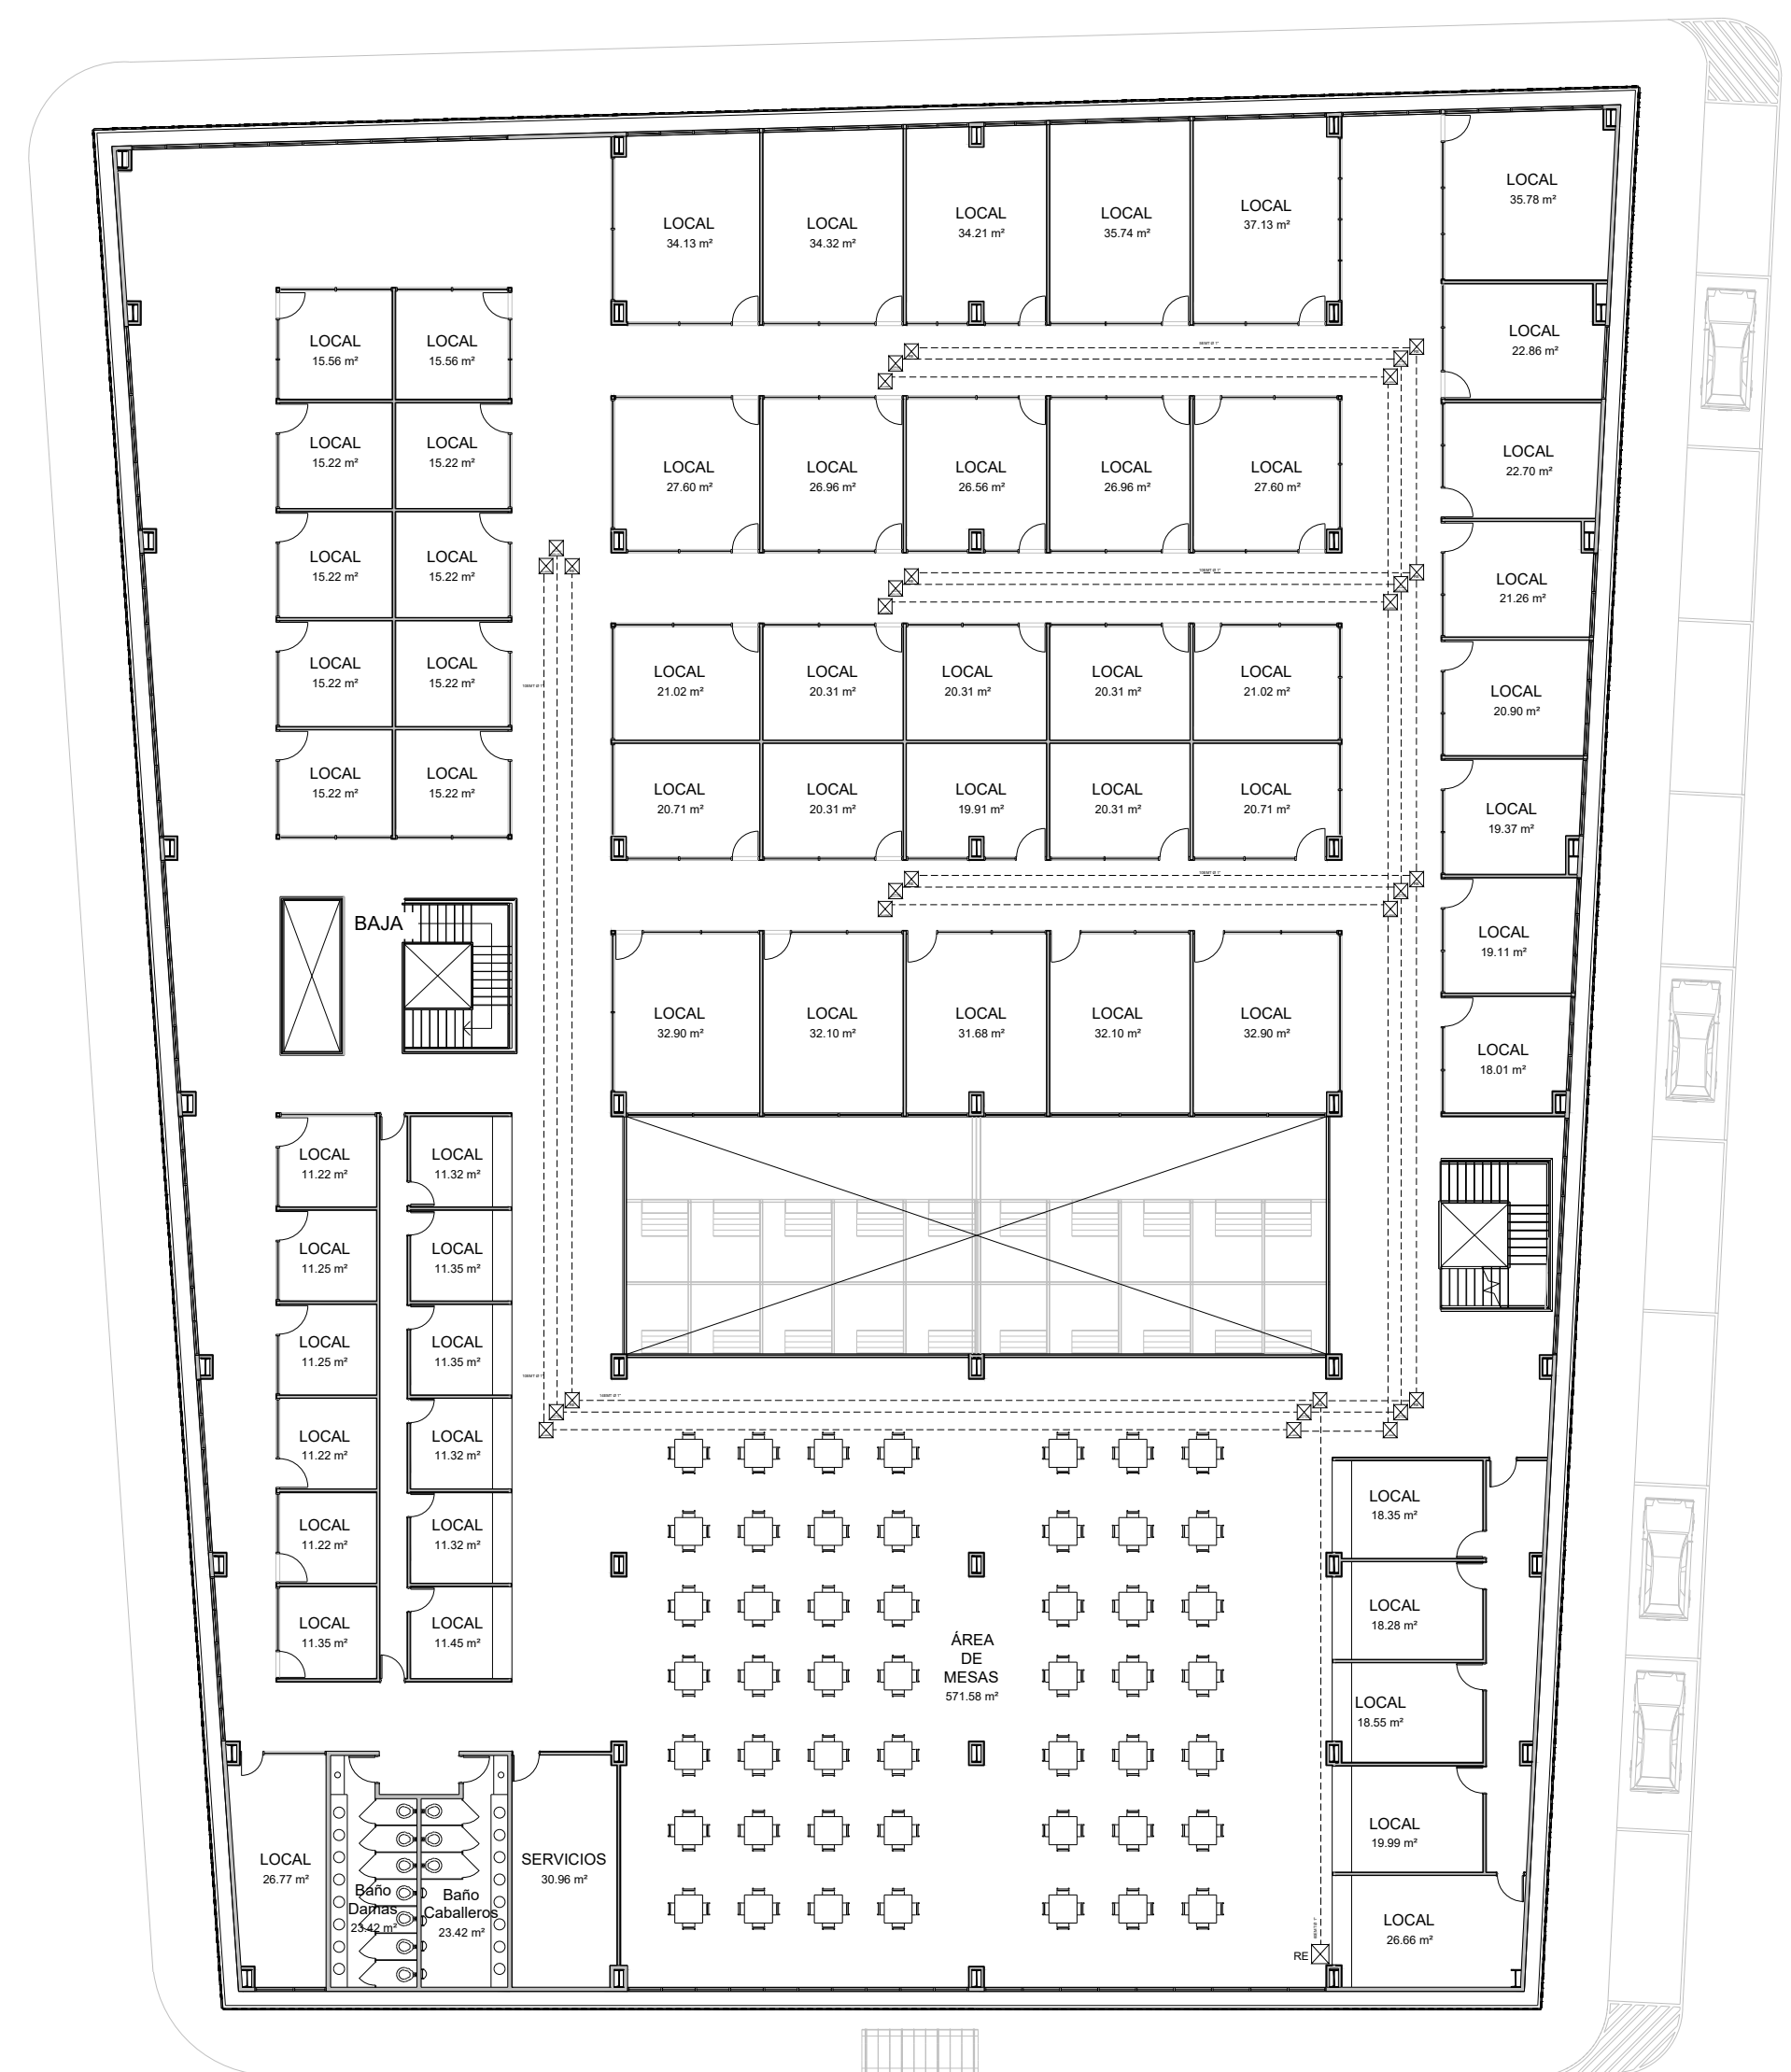 LOCAL
35.78 m²
LOCAL
34.13 m²
LOCAL
34.32 m²
LOCAL
34.21 m²
LOCAL
35.74 m²
LOCAL
37.13 m²
LOCAL
15.56 m²
LOCAL
15.56 m²
LOCAL
22.86 m²
LOCAL
15.22 m²
LOCAL
15.22 m²
LOCAL
27.60 m²
LOCAL
26.96 m²
LOCAL
26.56 m²
LOCAL
26.96 m²
LOCAL
27.60 m²
LOCAL
22.70 m²
LOCAL
15.22 m²
LOCAL
15.22 m²
LOCAL
21.26 m²
LOCAL
15.22 m²
LOCAL
15.22 m²
LOCAL
21.02 m²
LOCAL
20.31 m²
LOCAL
20.31 m²
LOCAL
20.31 m²
LOCAL
21.02 m²
LOCAL
20.90 m²
LOCAL
15.22 m²
LOCAL
15.22 m²
LOCAL
20.71 m²
LOCAL
20.31 m²
LOCAL
19.91 m²
LOCAL
20.31 m²
LOCAL
20.71 m²
LOCAL
19.37 m²
BAJA
LOCAL
19.11 m²
LOCAL
32.90 m²
LOCAL
32.10 m²
LOCAL
31.68 m²
LOCAL
32.10 m²
LOCAL
32.90 m²
LOCAL
18.01 m²
LOCAL
11.22 m²
LOCAL
11.32 m²
LOCAL
11.25 m²
LOCAL
11.35 m²
LOCAL
11.25 m²
LOCAL
11.35 m²
LOCAL
11.22 m²
LOCAL
11.32 m²
LOCAL
11.22 m²
LOCAL
11.32 m²
LOCAL
11.35 m²
LOCAL
11.45 m²
LOCAL
18.35 m²
LOCAL
18.28 m²
ÁREA
DE
MESAS
571.58 m²
LOCAL
18.55 m²
LOCAL
19.99 m²
LOCAL
26.77 m²
Baño
Damas
23.42 m²
Baño
Caballeros
23.42 m²
SERVICIOS
30.96 m²
LOCAL
26.66 m²
RE